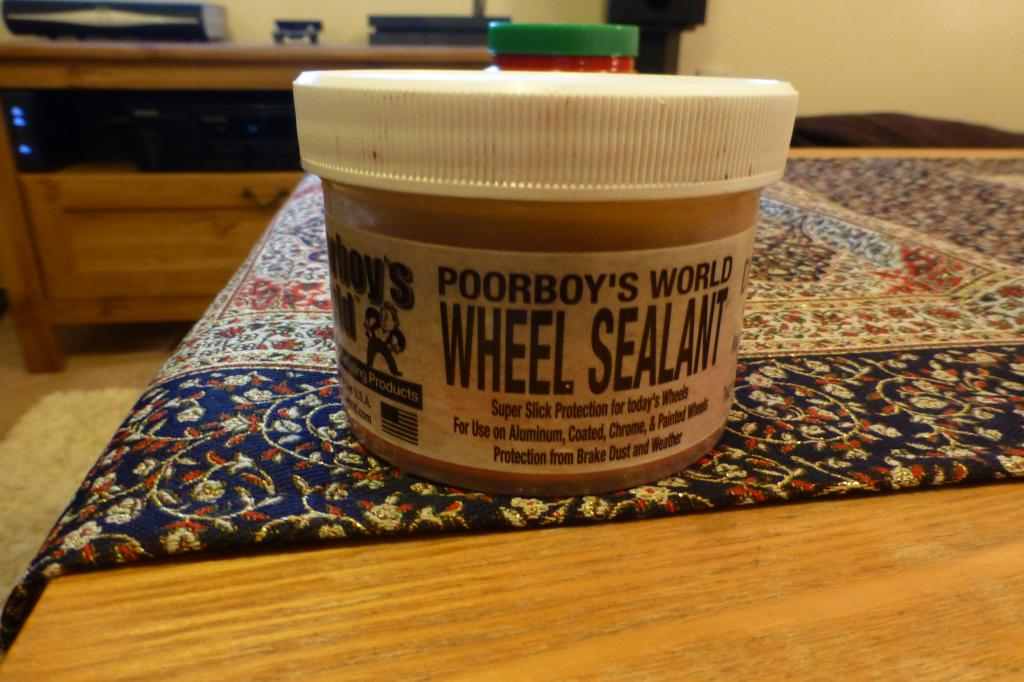 POORBOY'S WORLD
WHEEL SEALANT
Super Slick Protection for today's Wheels
For Use on Aluminum, Coated, Chrome, & Painted Wheels
Protection from Brake Dust and Weather
Products
U.S.A.